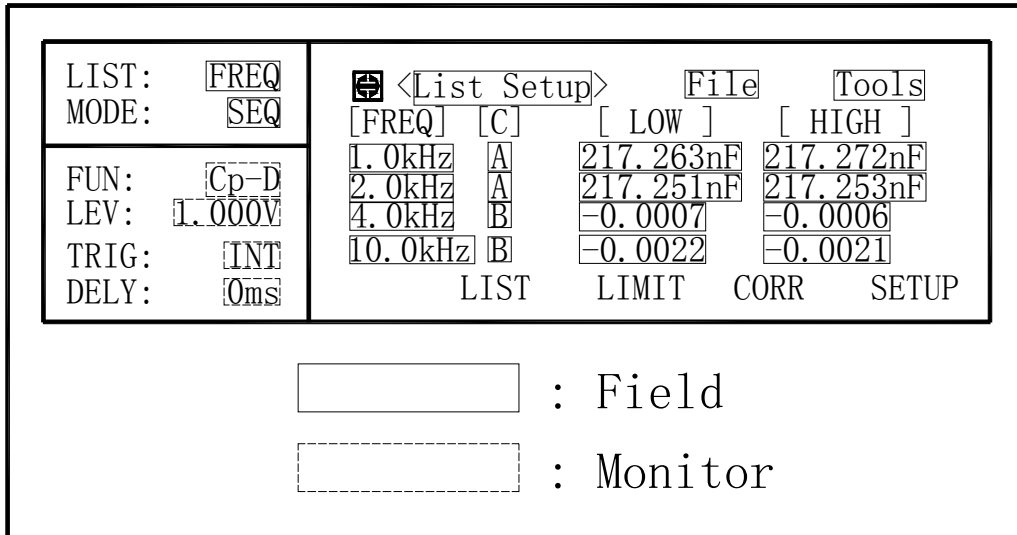 LIST: FREQ
MODE: SEQ
FUN: Cp-D
LEV: 1.000V
TRIG: INT
DELY: 0ms
<List Setup> File Tools
[FREQ] [C] [ LOW ] [ HIGH ]
1.0kHz A 217.263nF 217.272nF
2.0kHz A 217.251nF 217.253nF
4.0kHz B -0.0007 -0.0006
10.0kHz B -0.0022 -0.0021
LIST LIMIT CORR SETUP
: Field
: Monitor